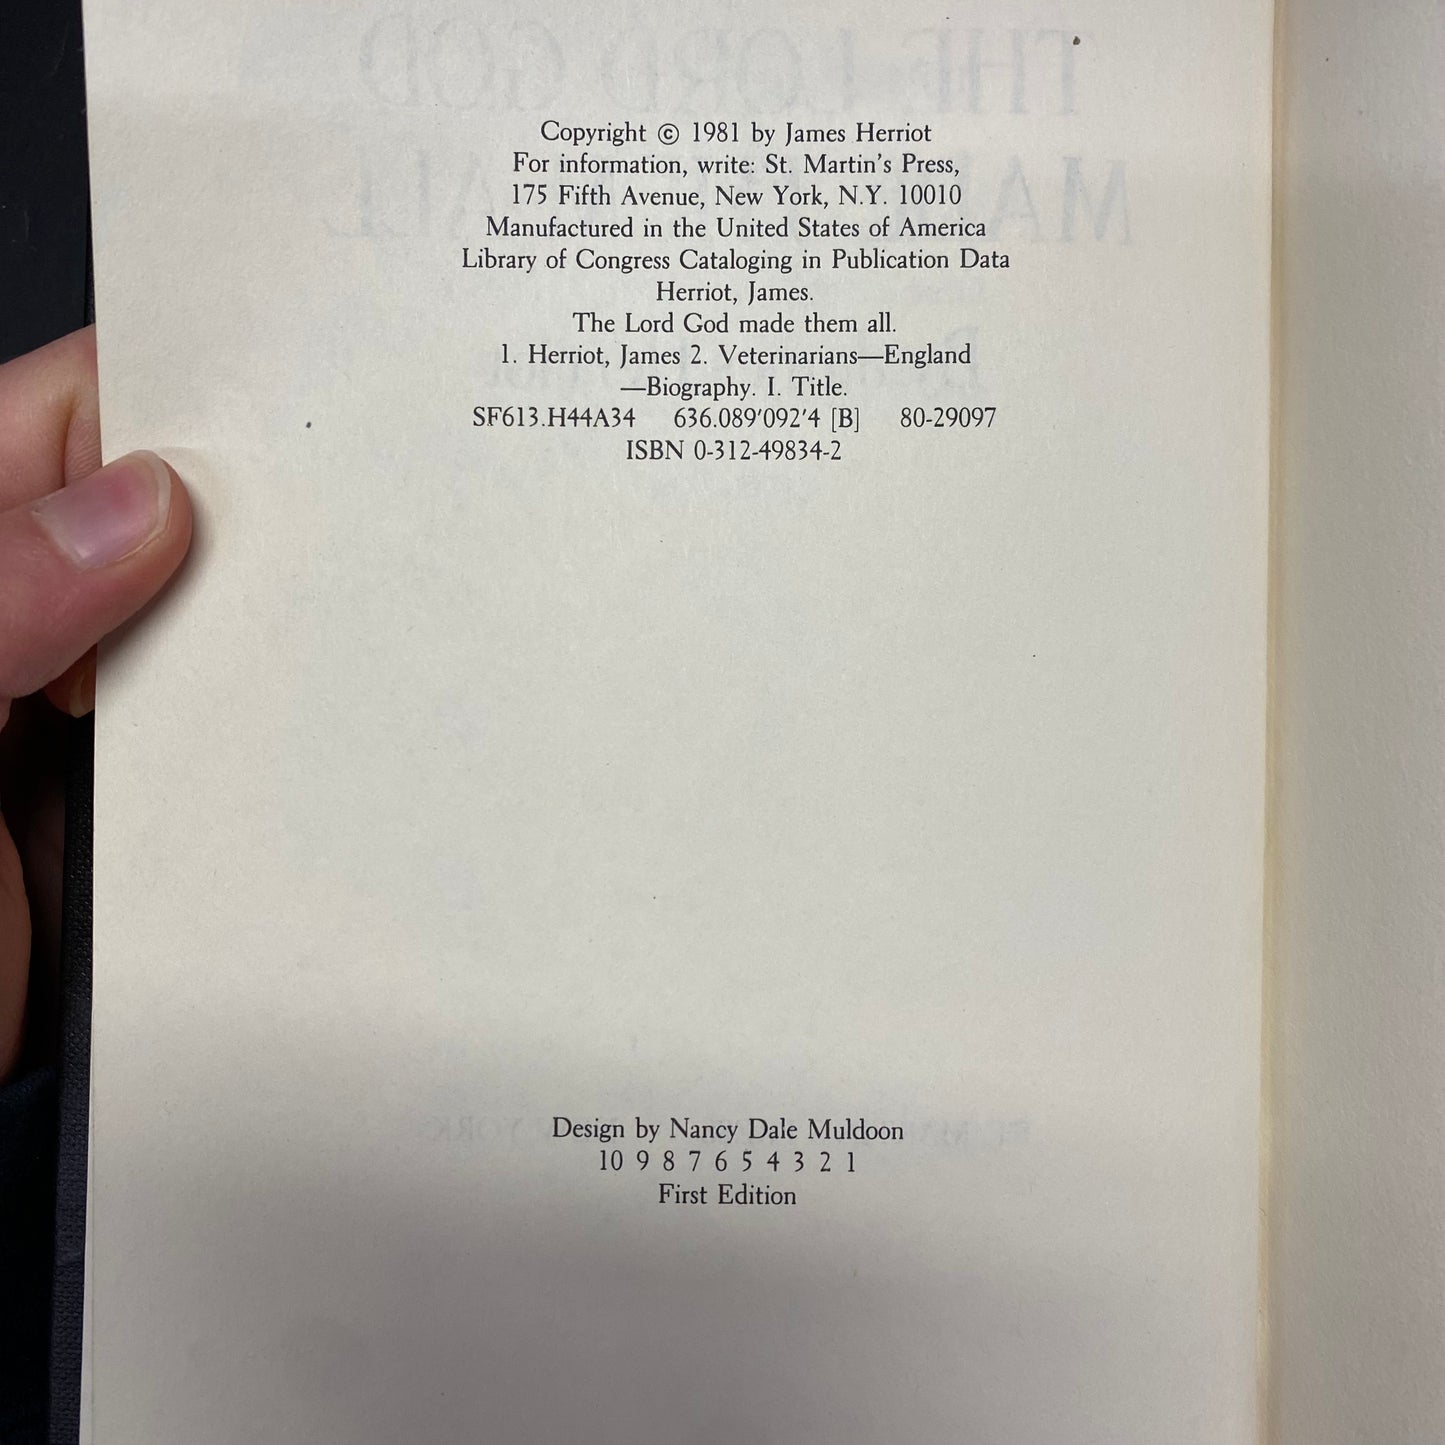 Copyright © 1981 by James Herriot
For information, write: St. Martin's Press,
175 Fifth Avenue, New York, N.Y. 10010
Manufactured in the United States of America
Library of Congress Cataloging in Publication Data
Herriot, James.
The Lord God made them all.
1. Herriot, James 2. Veterinarians—England
—Biography. I. Title.
SF613.H44A34 636.089'092'4 [B] 80-29097
ISBN 0-312-49834-2
Design by Nancy Dale Muldoon
10 9 8 7 6 5 4 3 2 1
First Edition